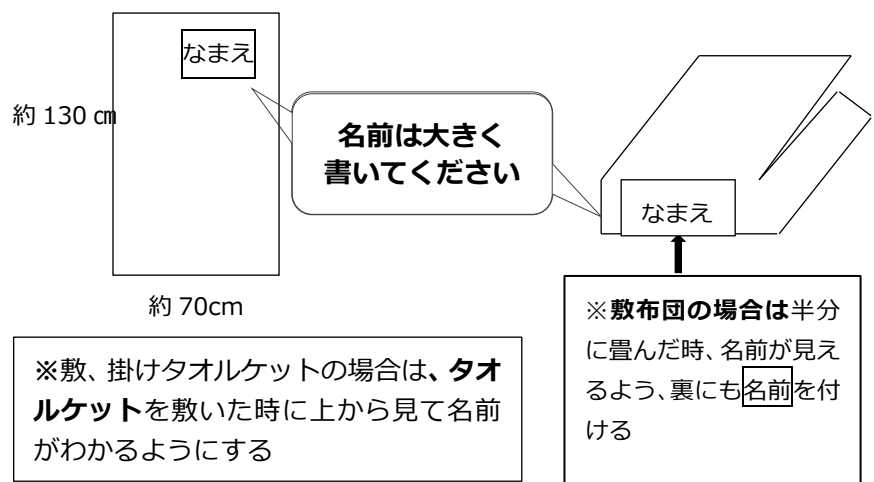 なまえ
約 130 ㎝
名前は大きく
書いてください
なまえ
約 70cm
※敷、掛けタオルケットの場合は、タオ
ルケットを敷いた時に上から見て名前
がわかるようにする
※敷布団の場合は半分
に畳んだ時、名前が見え
るよう、裏にも名前を付
ける